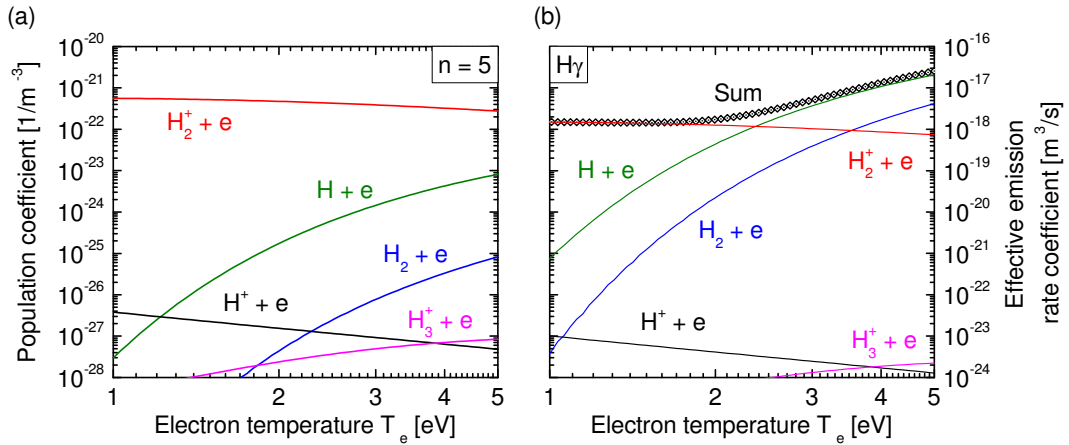 (a)
(b)
10⁻²⁰
10⁻²¹
10⁻²²
10⁻²³
10⁻²⁴
10⁻²⁵
10⁻²⁶
10⁻²⁷
10⁻²⁸
Population coefficient [1/m⁻³]
n = 5
H₂⁺ + e
H + e
H₂ + e
H⁺ + e
H₃⁺ + e
1
2
3
4
5
Electron temperature T_e [eV]
Hγ
Sum
H₂⁺ + e
H + e
H₂ + e
H⁺ + e
H₃⁺ + e
1
2
3
4
5
Electron temperature T_e [eV]
10⁻¹⁶
10⁻¹⁷
10⁻¹⁸
10⁻¹⁹
10⁻²⁰
10⁻²¹
10⁻²²
10⁻²³
10⁻²⁴
Effective emission
rate coefficient [m³/s]